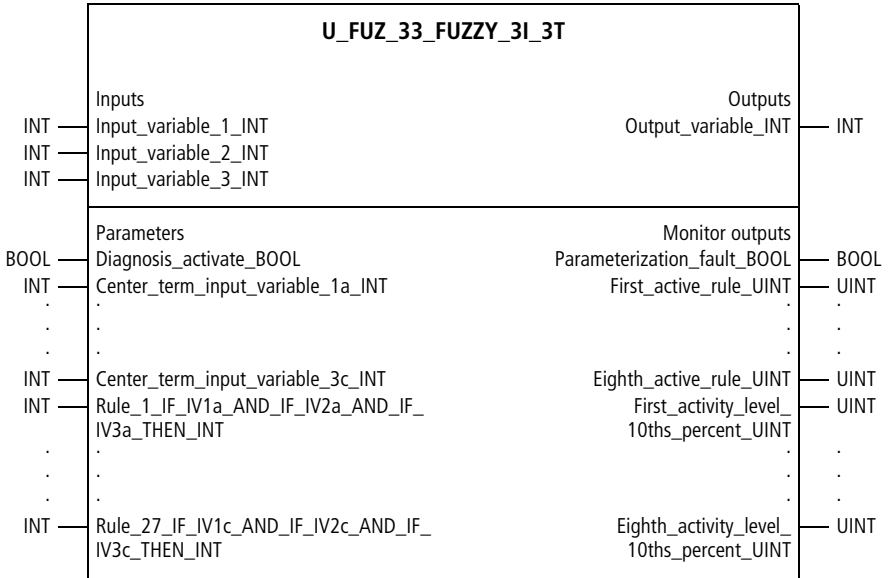 U_FUZ_33_FUZZY_3I_3T
Inputs Outputs
INT Input_variable_1_INT Output_variable_INT INT
INT Input_variable_2_INT
INT Input_variable_3_INT
Parameters Monitor outputs
BOOL Diagnosis_activate_BOOL Parameterization_fault_BOOL BOOL
INT Center_term_input_variable_1a_INT First_active_rule_UINT UINT
. . . .
. . . .
. . . .
INT Center_term_input_variable_3c_INT Eighth_active_rule_UINT UINT
INT Rule_1_IF_IV1a_AND_IF_IV2a_AND_IF_ First_activity_level_ UINT
IV3a_THEN_INT 10ths_percent_UINT
. . . .
. . . .
. . . .
INT Rule_27_IF_IV1c_AND_IF_IV2c_AND_IF_ Eighth_activity_level_ UINT
IV3c_THEN_INT 10ths_percent_UINT